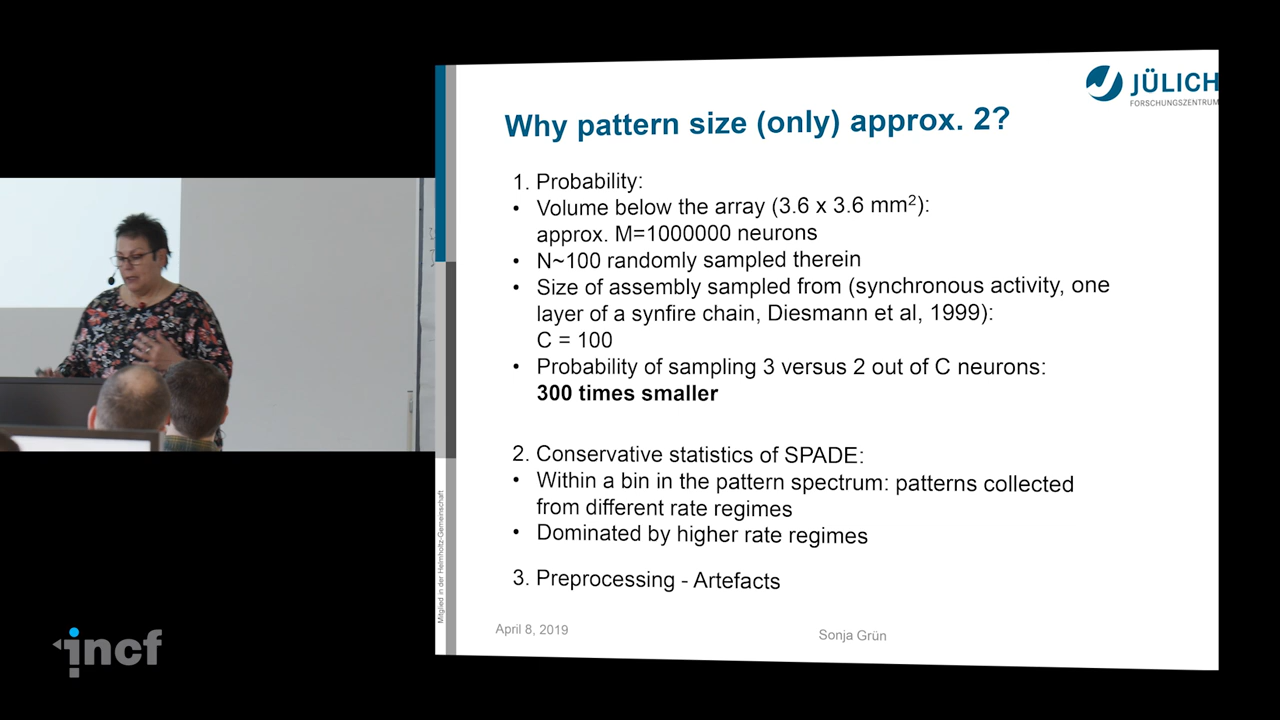 JÜLICH
FORSCHUNGSZENTRUM
Why pattern size (only) approx. 2?
1. Probability:
• Volume below the array (3.6 x 3.6 mm²):
approx. M=1000000 neurons
• N~100 randomly sampled therein
• Size of assembly sampled from (synchronous activity, one
layer of a synfire chain, Diesmann et al, 1999):
C = 100
• Probability of sampling 3 versus 2 out of C neurons:
300 times smaller
2. Conservative statistics of SPADE:
• Within a bin in the pattern spectrum: patterns collected
from different rate regimes
• Dominated by higher rate regimes
3. Preprocessing - Artefacts
Mitglied in der Helmholtz-Gemeinschaft
April 8, 2019
Sonja Grün
incf